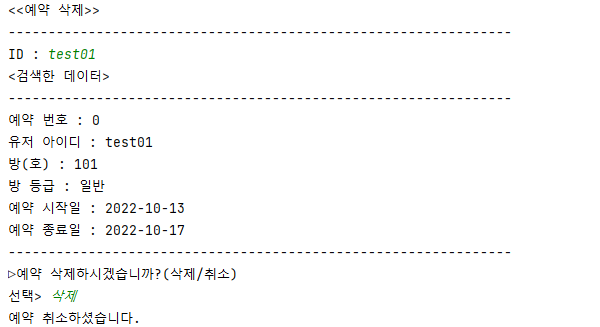 <<예약 삭제>>
---------------------------------------------------------------
ID : test01
<검색한 데이터>
---------------------------------------------------------------
예약 번호 : 0
유저 아이디 : test01
방(호) : 101
방 등급 : 일반
예약 시작일 : 2022-10-13
예약 종료일 : 2022-10-17
---------------------------------------------------------------
▷예약 삭제하시겠습니까?(삭제/취소)
선택> 삭제
예약 취소하셨습니다.